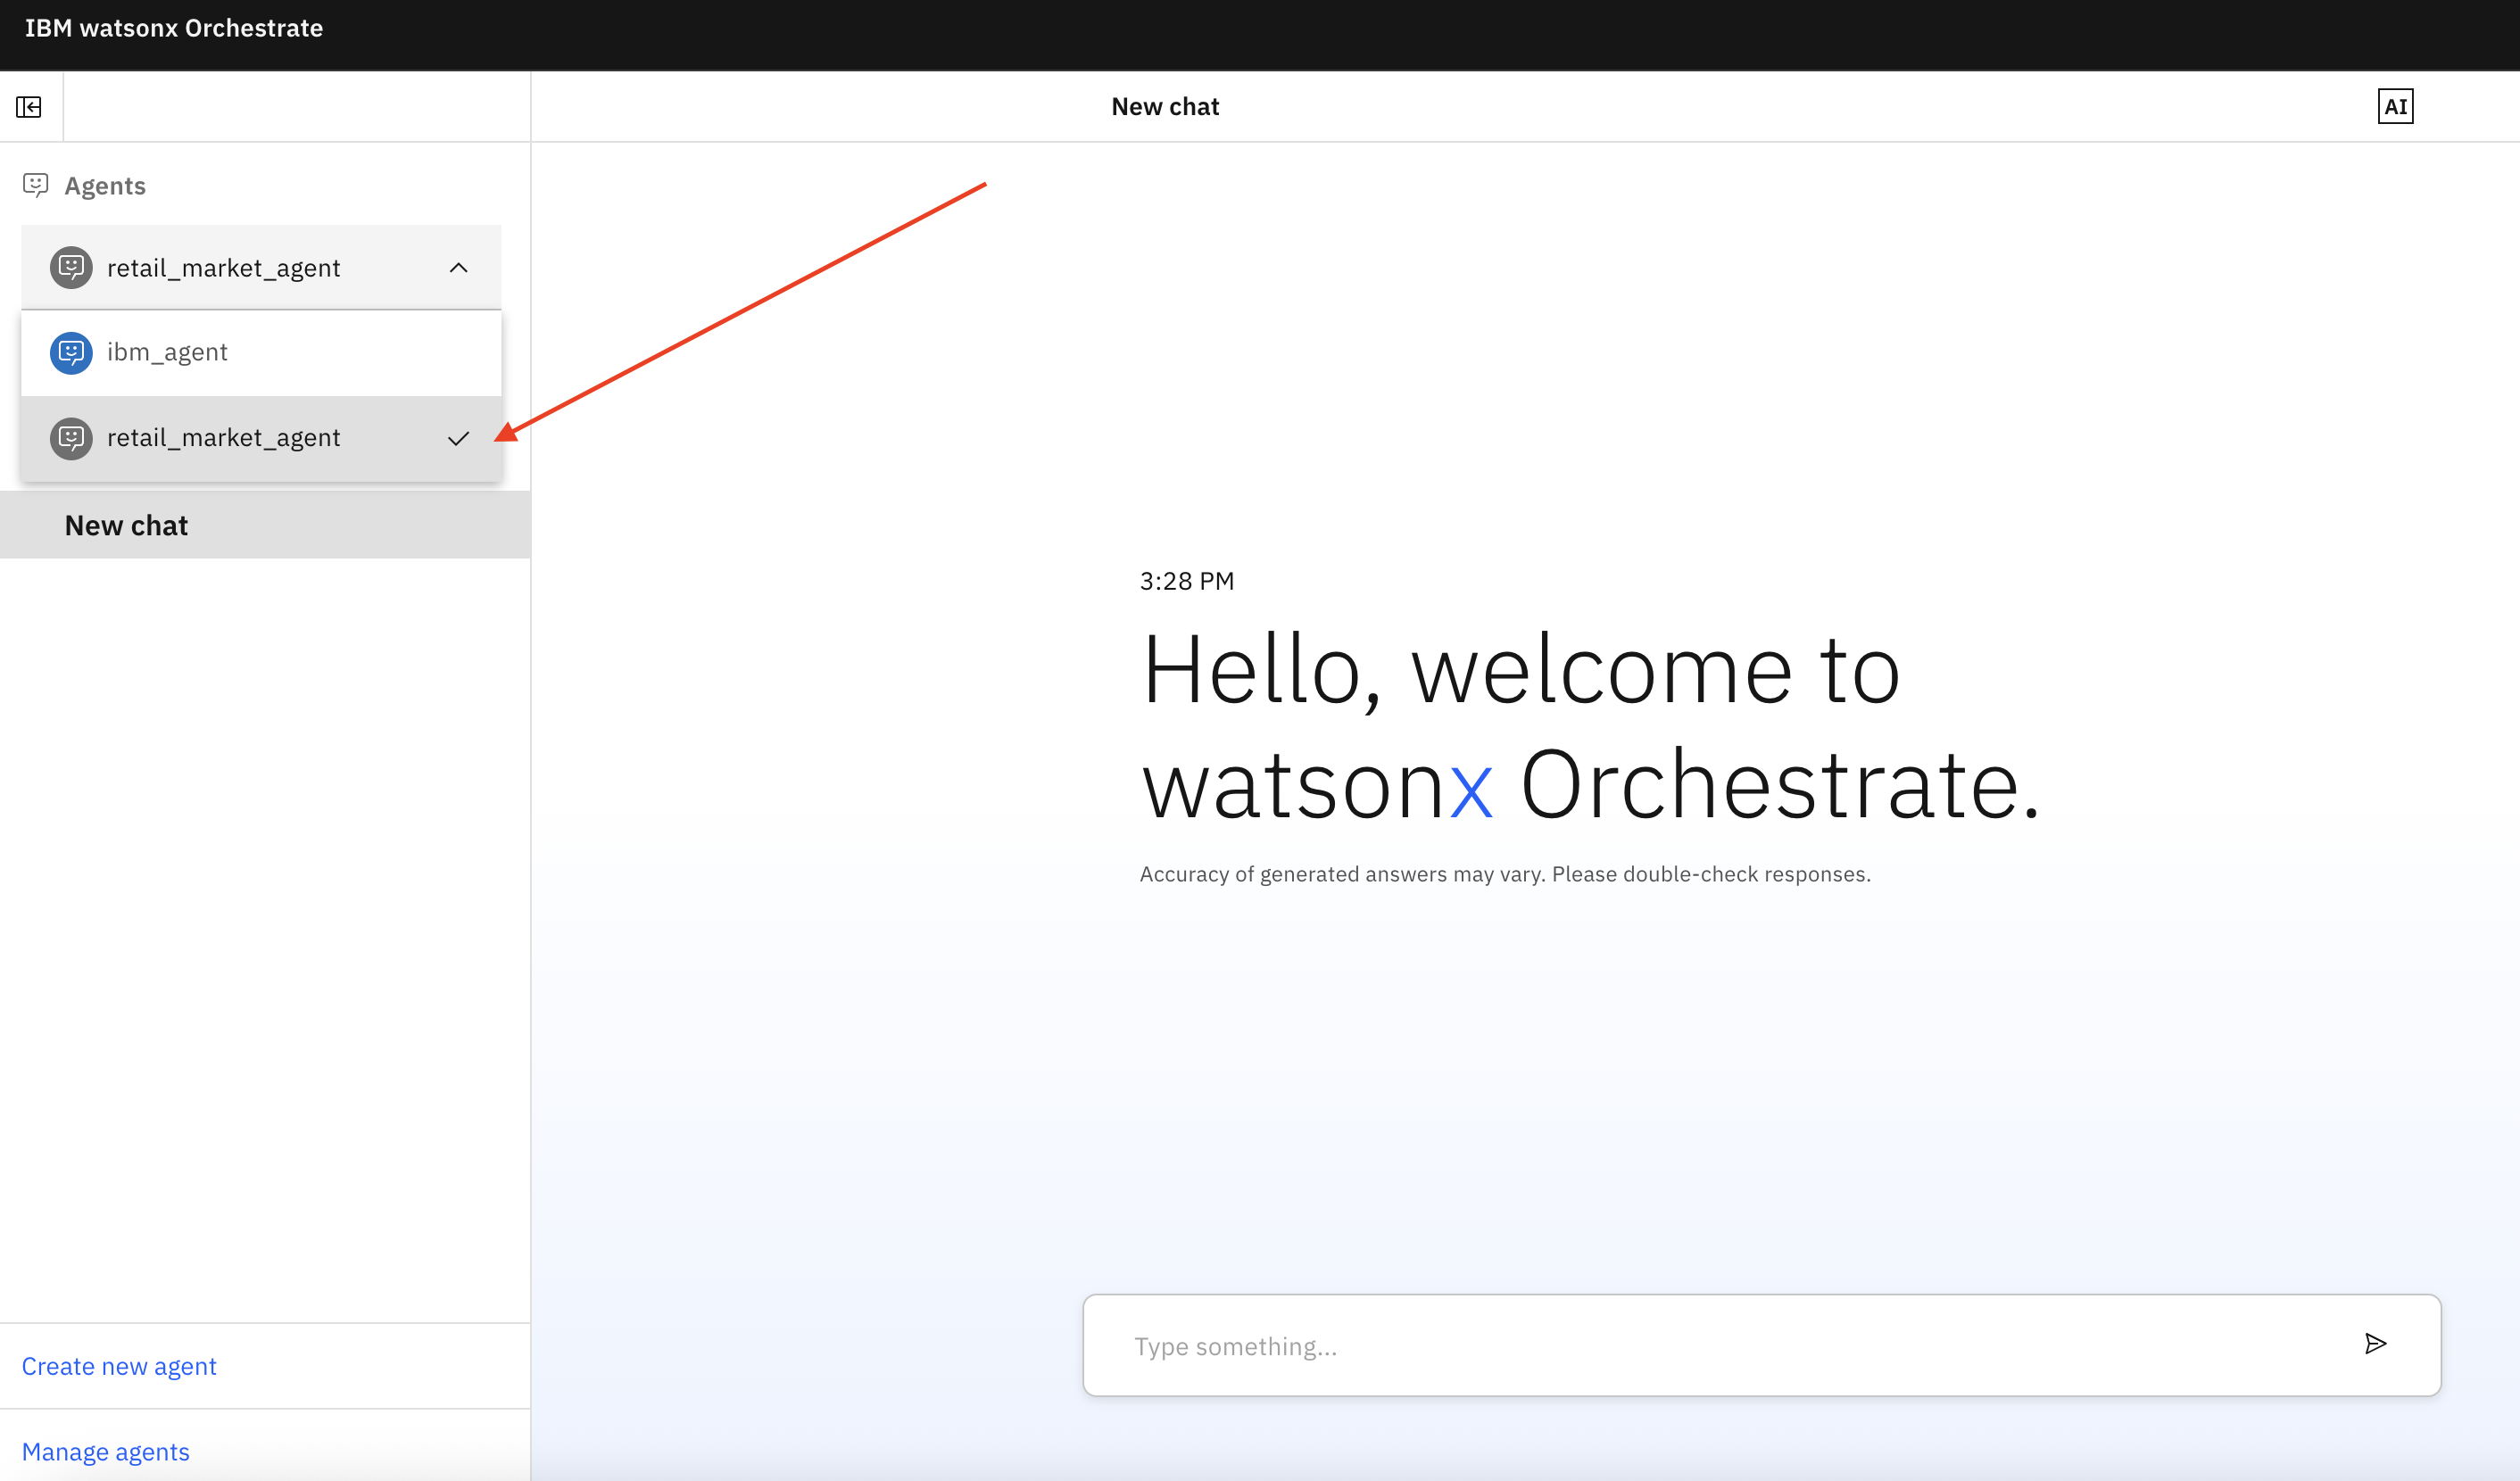 IBM watsonx Orchestrate
New chat
AI
Agents
retail_market_agent
ibm_agent
retail_market_agent
New chat
3:28 PM
Hello, welcome to
watsonx Orchestrate.
Accuracy of generated answers may vary. Please double-check responses.
Type something...
Create new agent
Manage agents